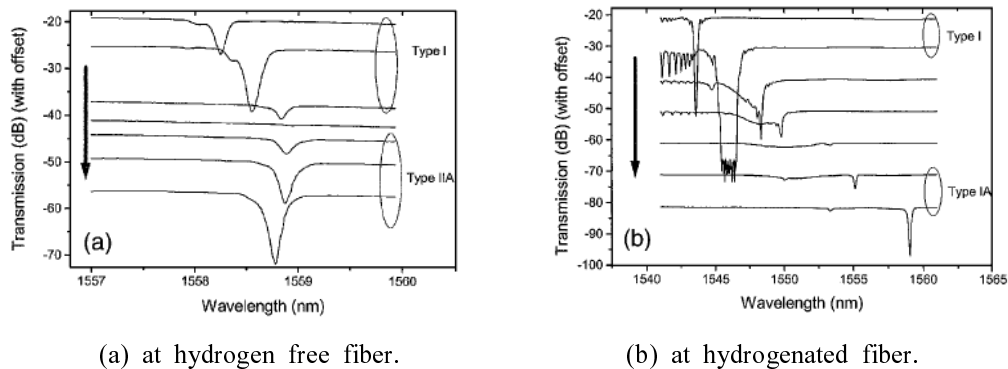 -20
-30
-40
-50
-60
-70
Transmission (dB) (with offset)
Type I
Type IIA
(a)
1557
1558
1559
1560
Wavelength (nm)
-20
-30
-40
-50
-60
-70
-80
-90
-100
Transmission (dB) (with offset)
Type I
Type IA
(b)
1540
1545
1550
1555
1560
1565
Wavelength (nm)
(a) at hydrogen free fiber.
(b) at hydrogenated fiber.